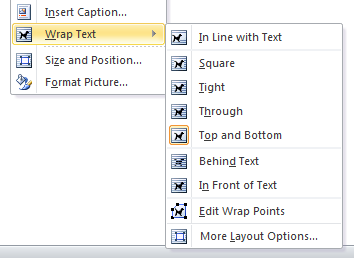 Insert Caption...
Wrap Text
Size and Position...
Format Picture...
In Line with Text
Square
Tight
Through
Top and Bottom
Behind Text
In Front of Text
Edit Wrap Points
More Layout Options...